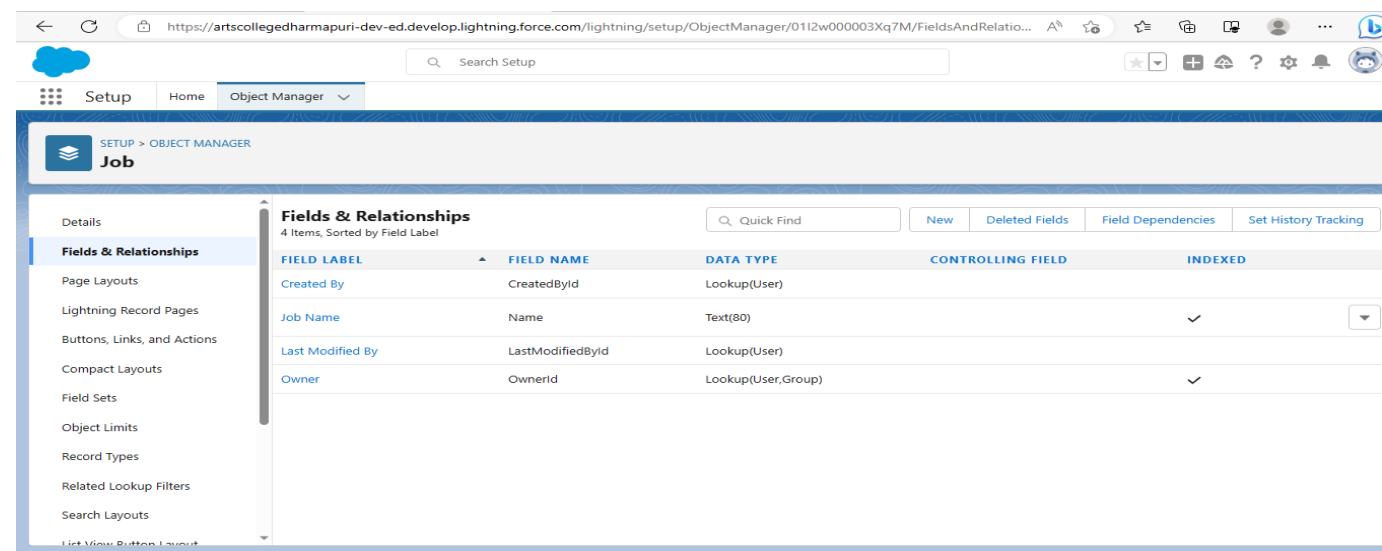 https://artscollegedharmapuri-dev-ed.develop.lightning.force.com/lightning/setup/ObjectManager/01I2w000003Xq7M/FieldsAndRelatio...
Search Setup
Setup Home Object Manager
SETUP > OBJECT MANAGER
Job
Details
Fields & Relationships
Page Layouts
Lightning Record Pages
Buttons, Links, and Actions
Compact Layouts
Field Sets
Object Limits
Record Types
Related Lookup Filters
Search Layouts
List View Button Layout
Fields & Relationships
4 Items, Sorted by Field Label
Quick Find New Deleted Fields Field Dependencies Set History Tracking
FIELD LABEL FIELD NAME DATA TYPE CONTROLLING FIELD INDEXED
Created By CreatedById Lookup(User)
Job Name Name Text(80)
Last Modified By LastModifiedById Lookup(User)
Owner OwnerId Lookup(User,Group)